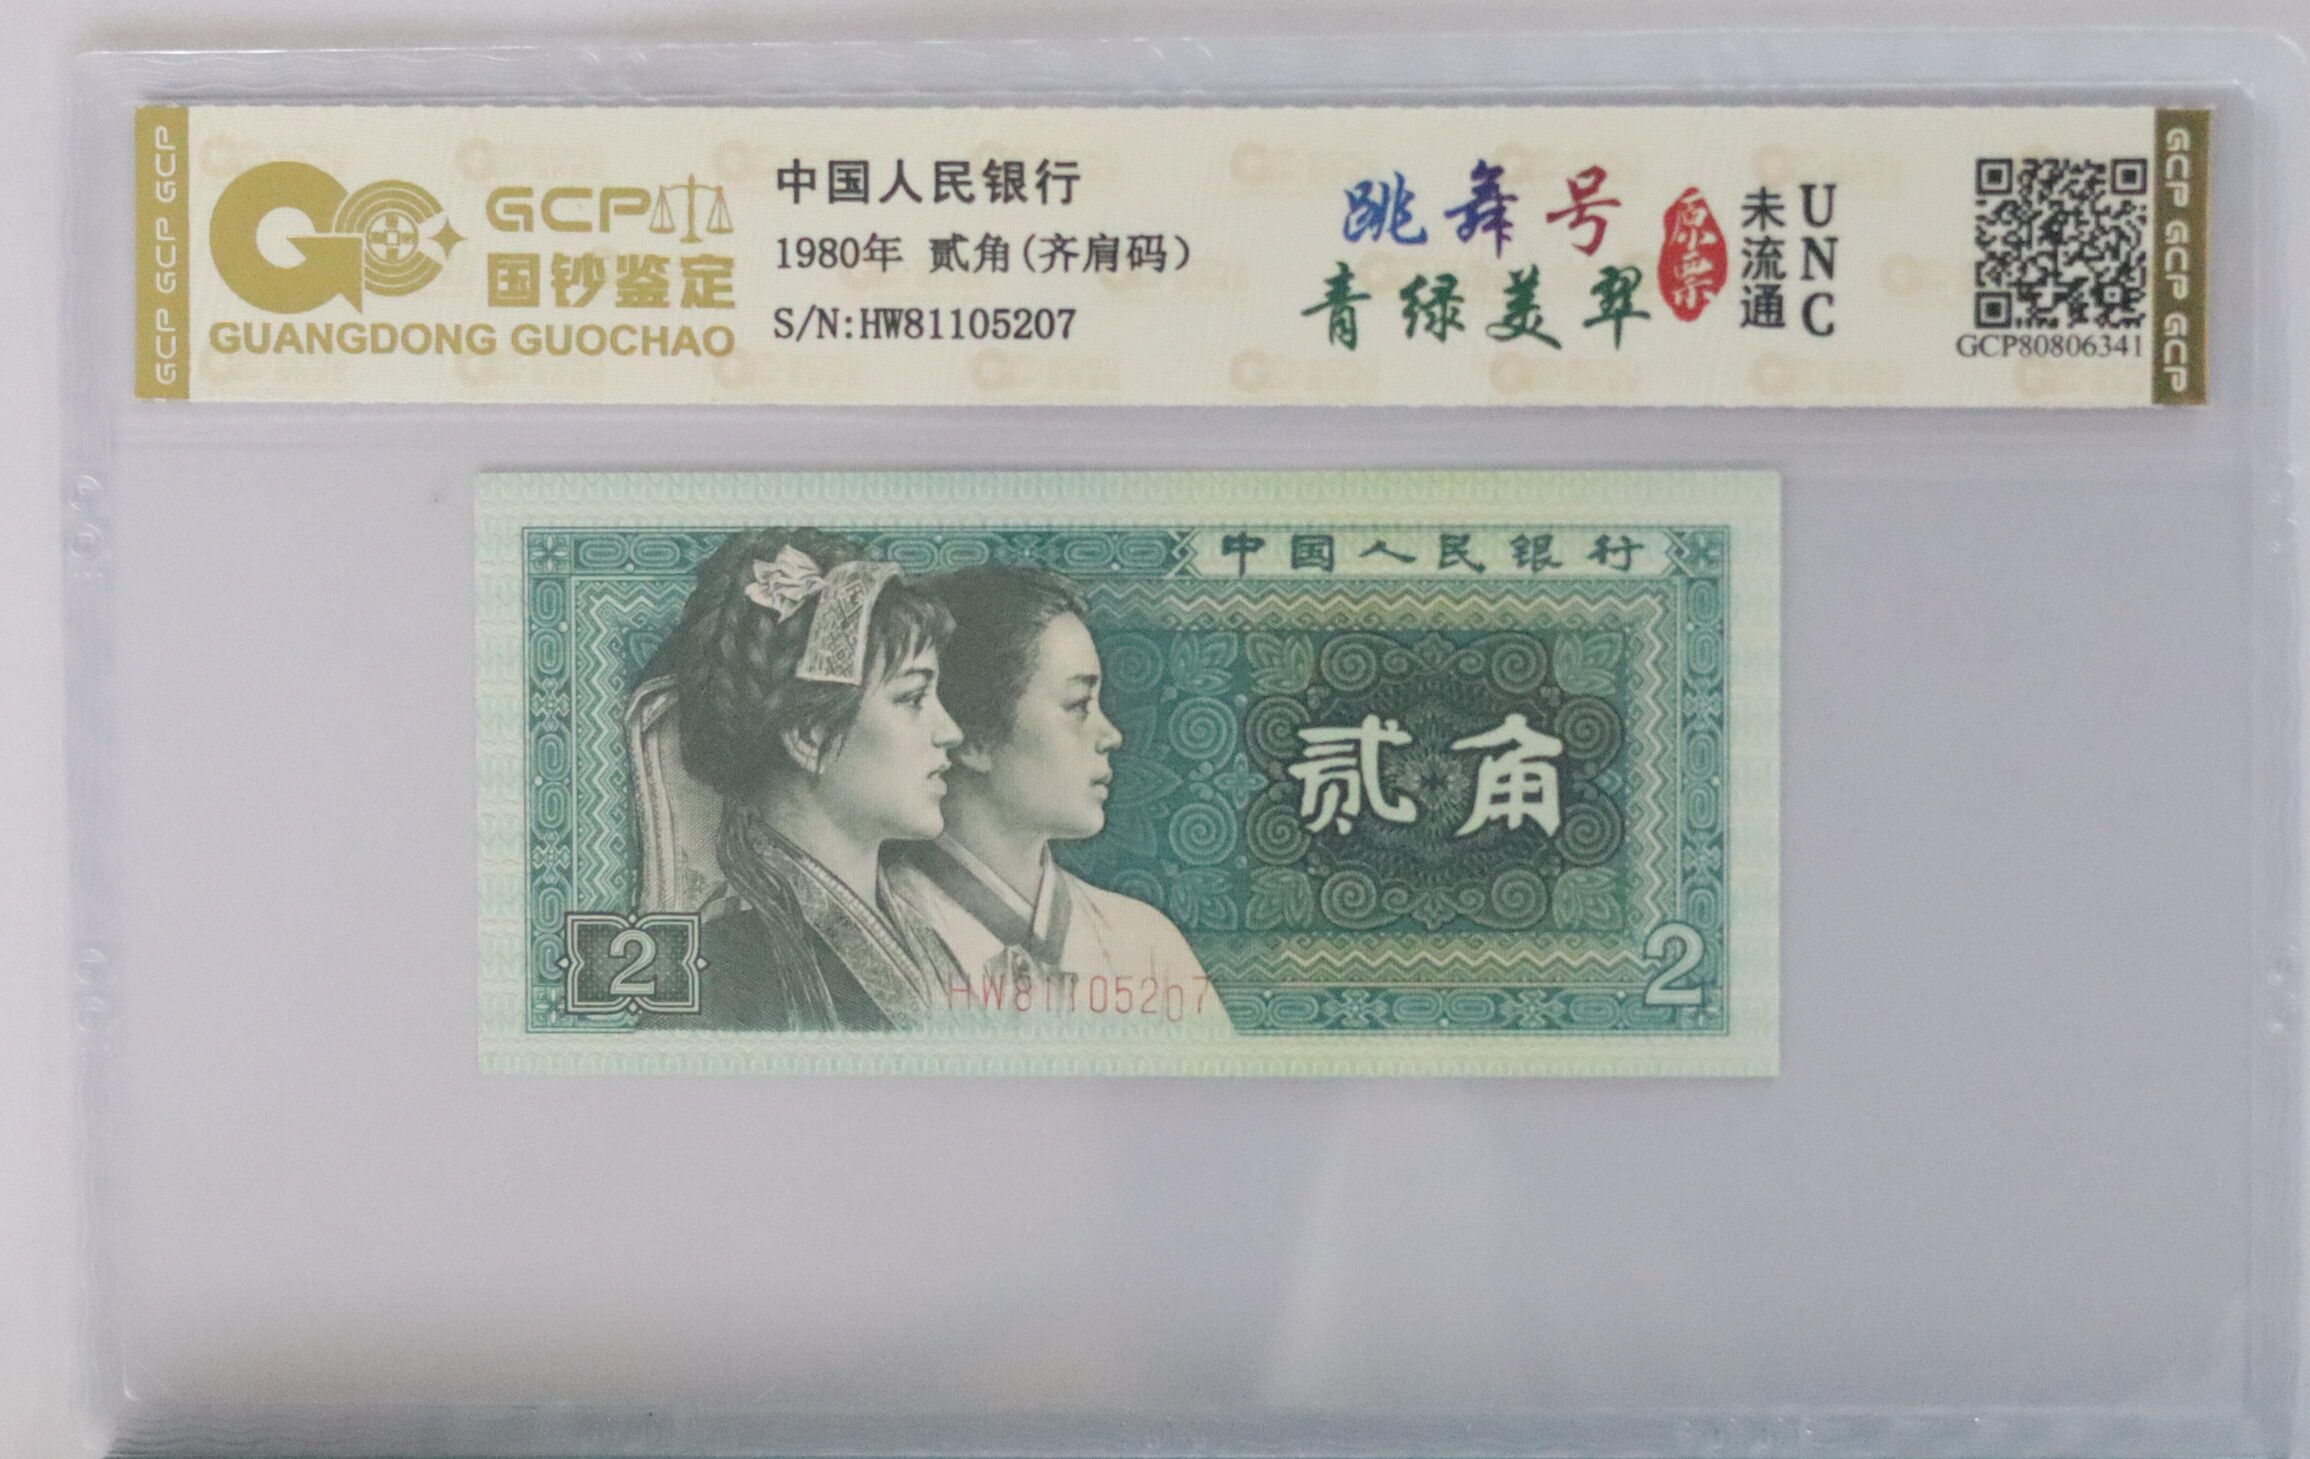 GCP GCP GCP
GCP
国钞鉴定
GUANGDONG GUOCHAO
中国人民银行
1980年 贰角(齐肩码)
S/N:HW81105207
跳舞号
青绿美翠
原票
未流通
UNC
GCP80806341
GCP GCP GCP
中国人民银行
贰角
2
HW81105207
2